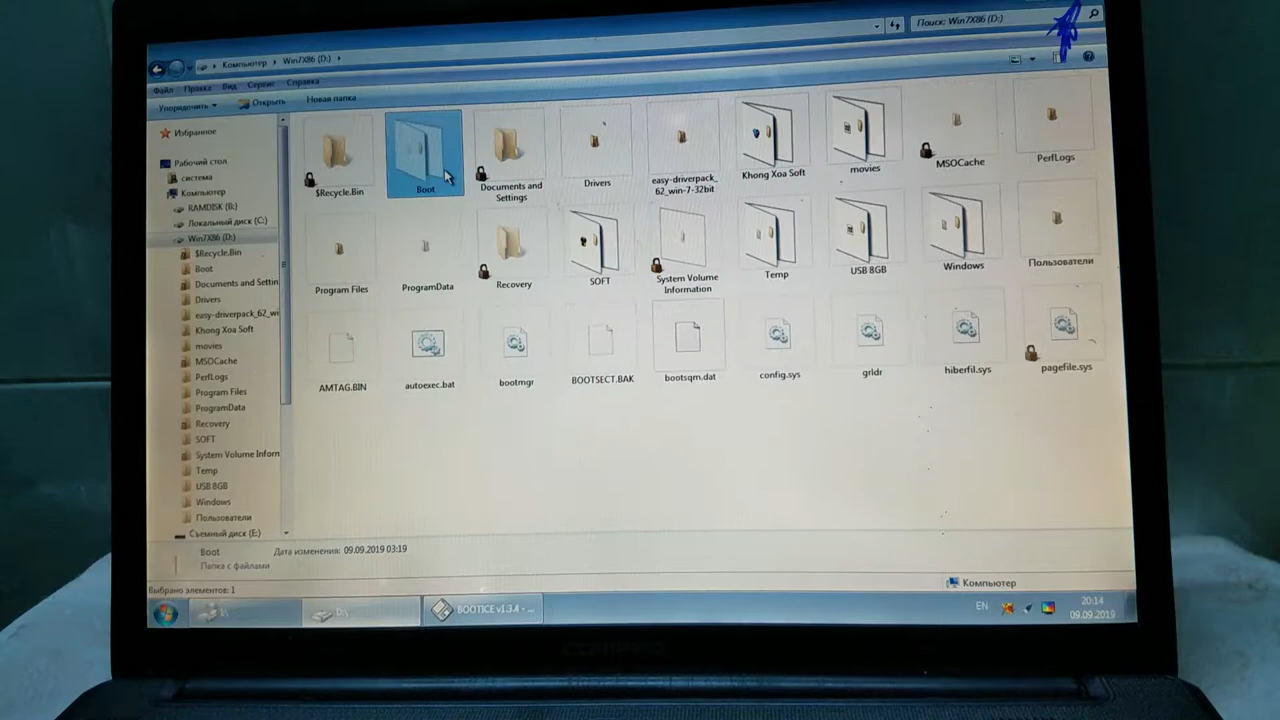 Компьютер
Win7X86 (D:)
Поиск: Win7X86 (D:)
Файл Правка Вид Сервис Справка
Упорядочить
Открыть
Новая папка
Избранное
Рабочий стол
система
Компьютер
RAMDISK (B:)
Локальный диск (C:)
Win7X86 (D:)
$Recycle.Bin
Boot
Documents and Settin
Drivers
easy-driverpack_62_wi
Khong Xoa Soft
movies
MSOCache
PerfLogs
Program Files
ProgramData
Recovery
SOFT
System Volume Inforn
Temp
USB 8GB
Windows
Пользователи
Съемный диск (E:)
$Recycle.Bin
Boot
Documents and
Settings
Drivers
easy-driverpack_
62_win-7-32bit
Khong Xoa Soft
movies
MSOCache
PerfLogs
Program Files
ProgramData
Recovery
SOFT
System Volume
Information
Temp
USB 8GB
Windows
Пользователи
AMTAG.BIN
autoexec.bat
bootmgr
BOOTSECT.BAK
bootsqm.dat
config.sys
grldr
hiberfil.sys
pagefile.sys
Boot
Дата изменения: 09.09.2019 03:19
Папка с файлами
Выбрано элементов: 1
Компьютер
D:\
BOOTICE v1.3.4 - ...
EN
20:14
09.09.2019